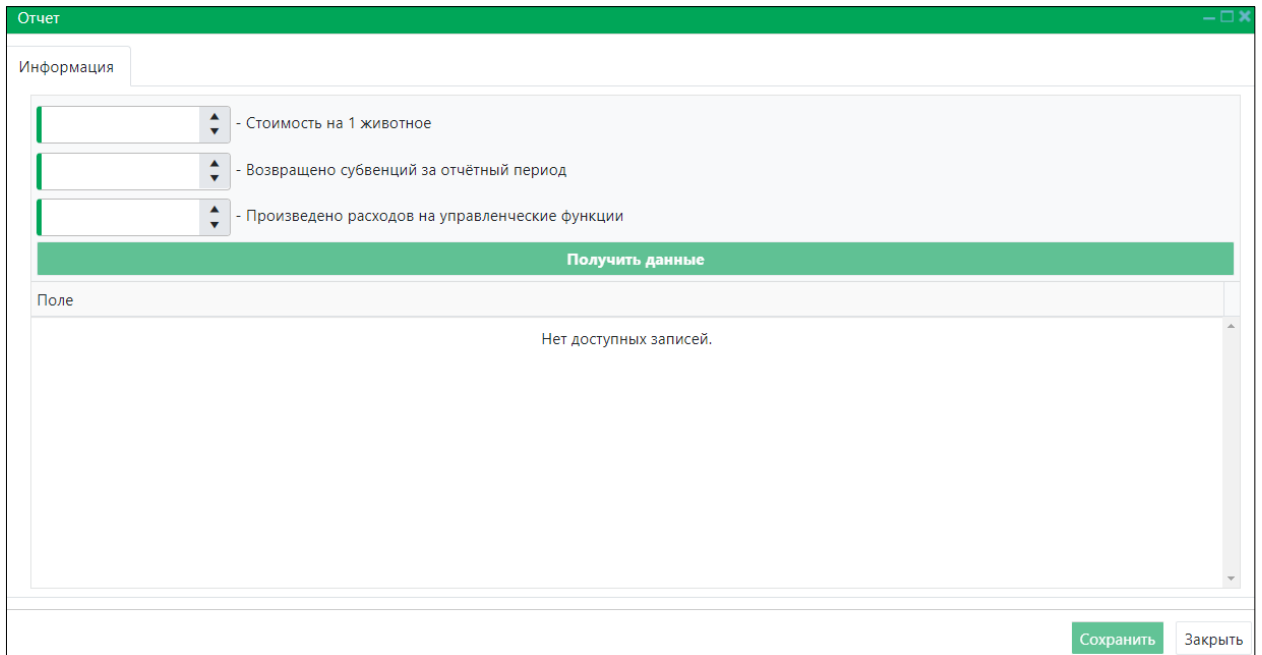 Отчет
Информация
- Стоимость на 1 животное
- Возвращено субвенций за отчётный период
- Произведено расходов на управленческие функции
Получить данные
Поле
Нет доступных записей.
Сохранить Закрыть